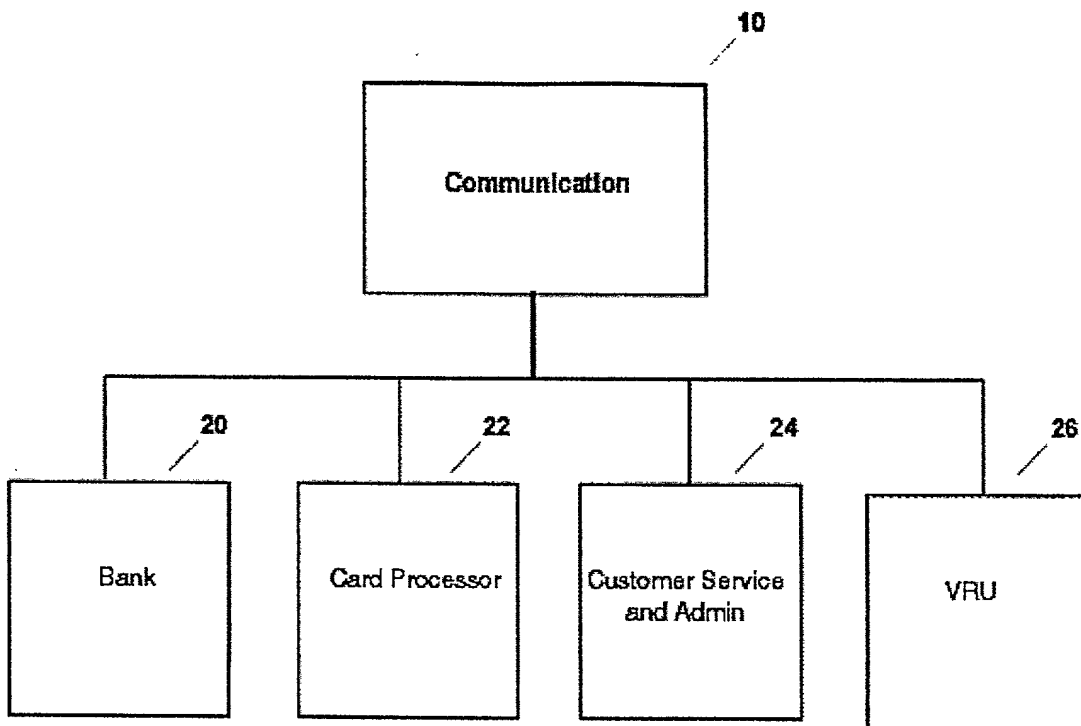 10
Communication
20
22
24
26
Bank
Card Processor
Customer Service
and Admin
VRU